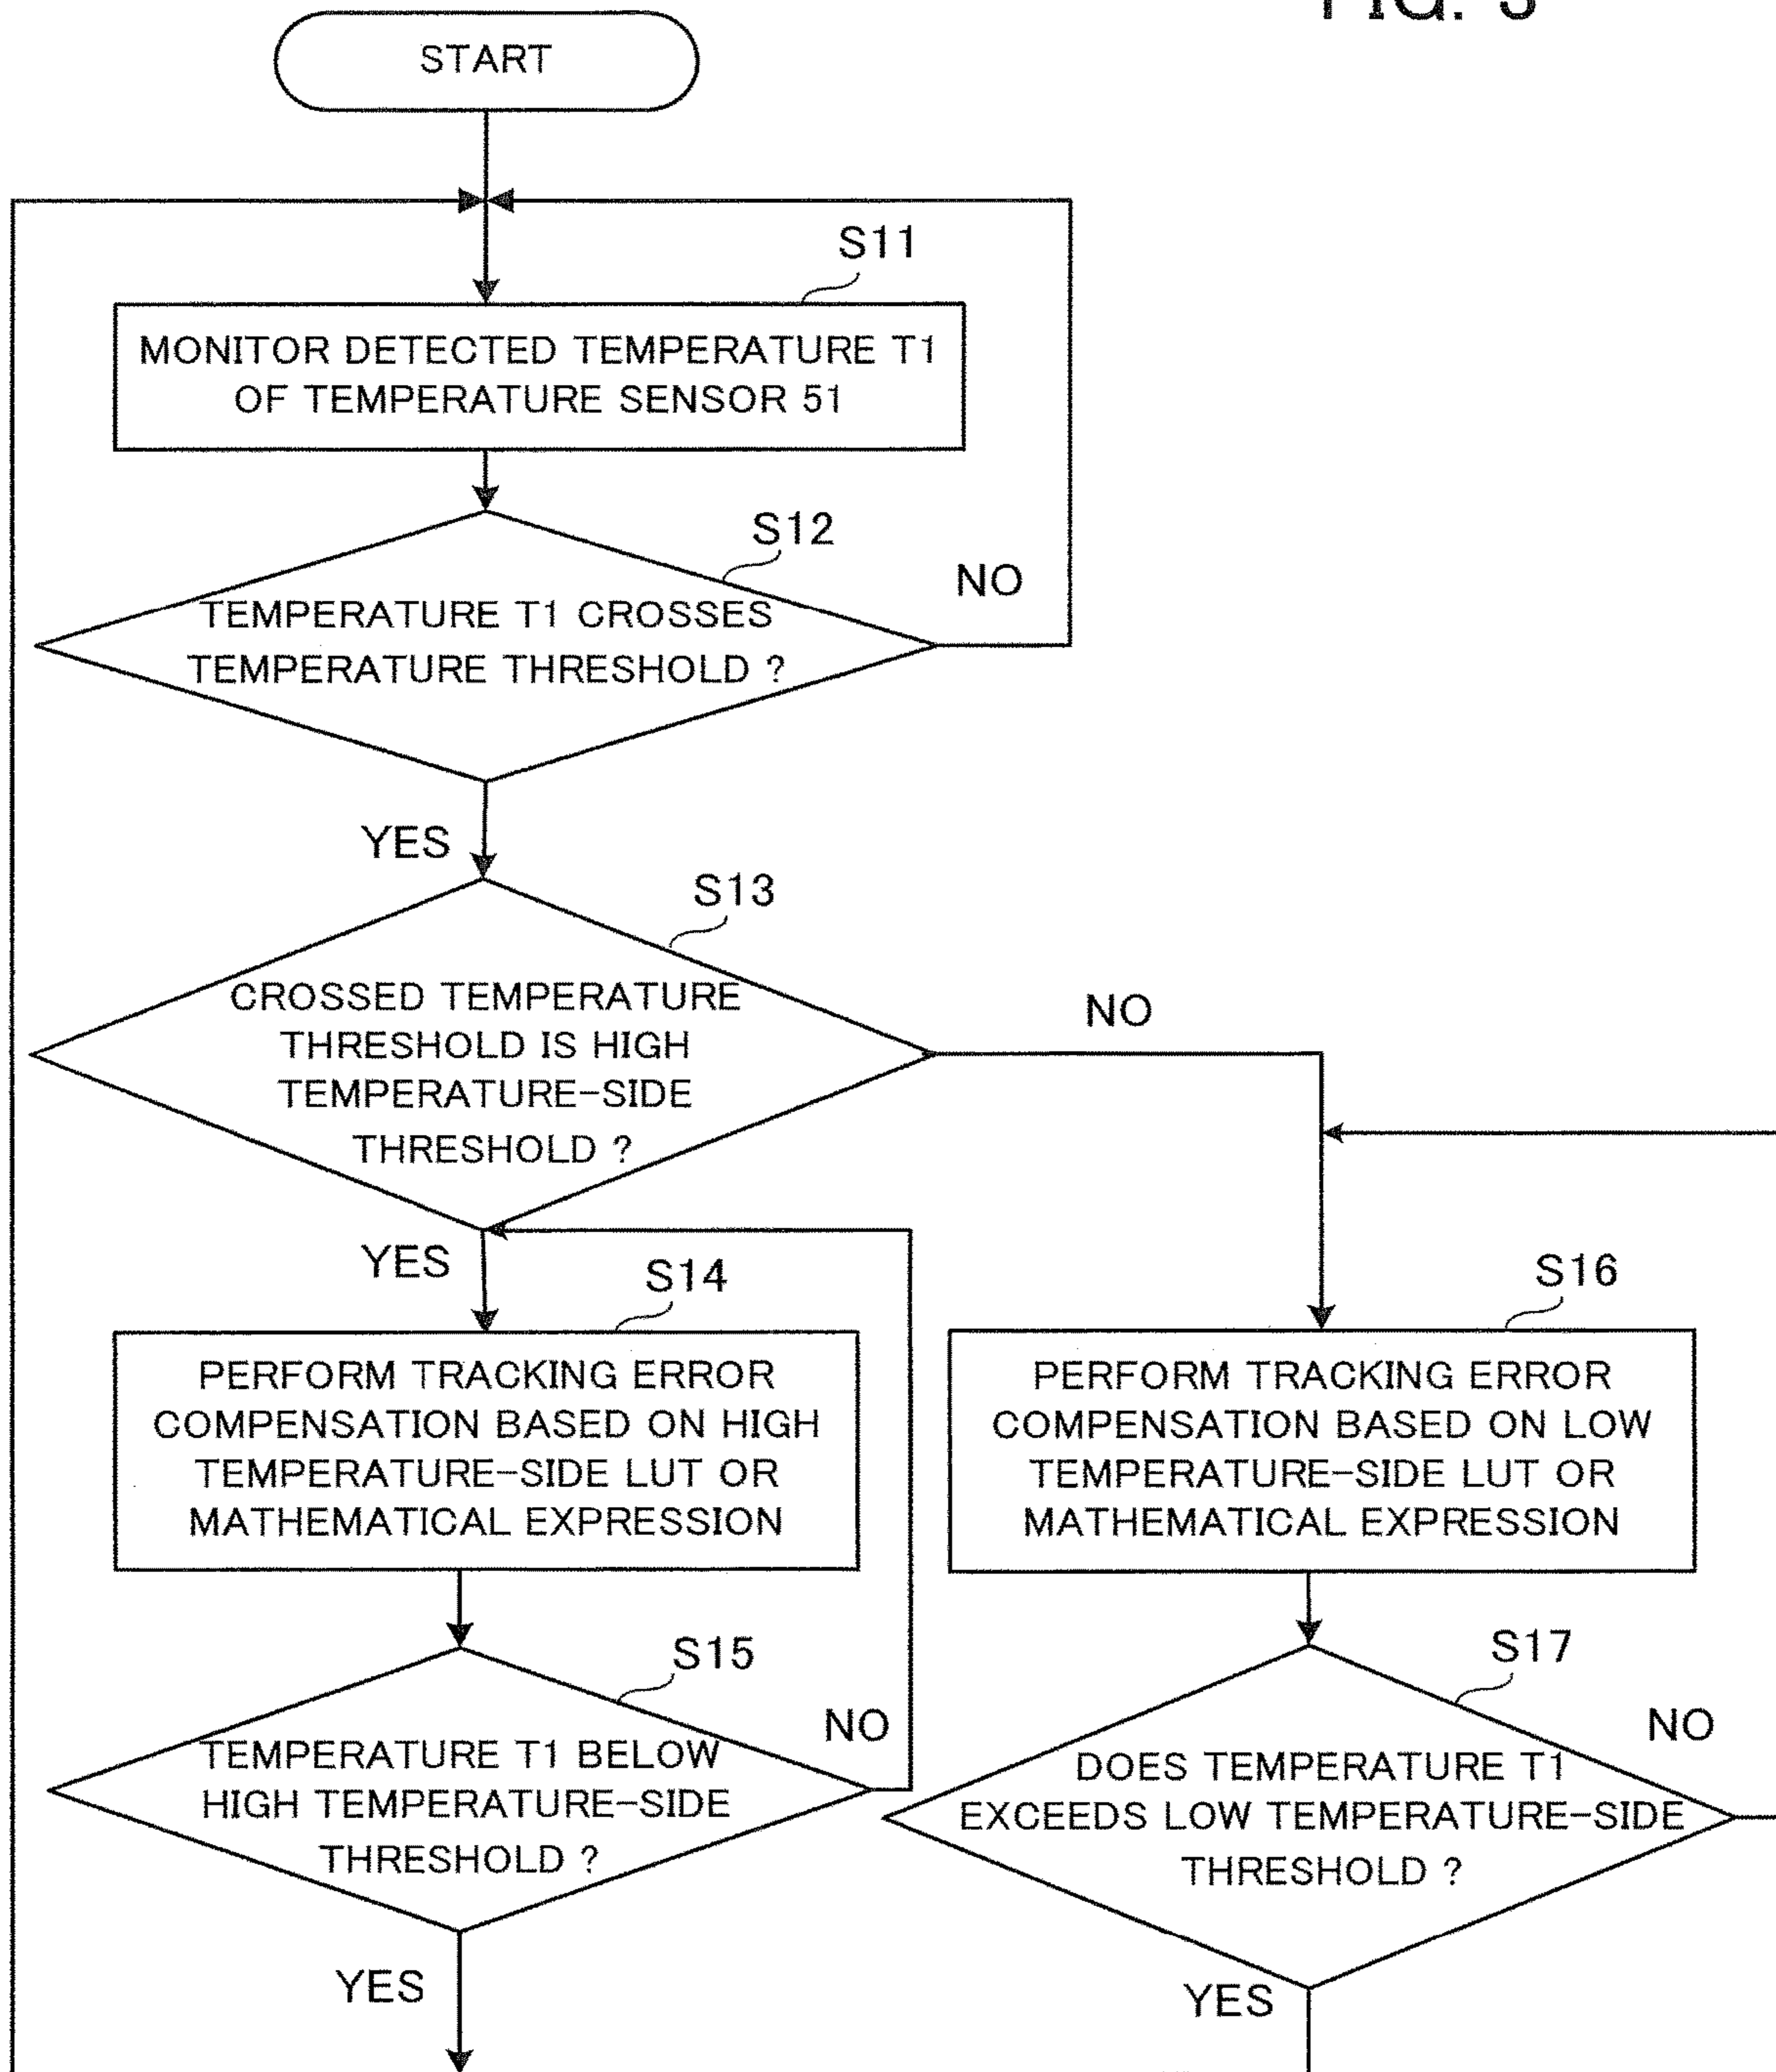 FIG.
START
S11
MONITOR DETECTED TEMPERATURE T1
OF TEMPERATURE SENSOR 51
S12
NO
TEMPERATURE T1 CROSSES
TEMPERATURE THRESHOLD ?
YES
S13
CROSSED TEMPERATURE
THRESHOLD IS HIGH
TEMPERATURE-SIDE
THRESHOLD ?
NO
YES
S14
PERFORM TRACKING ERROR
COMPENSATION BASED ON HIGH
TEMPERATURE-SIDE LUT OR
MATHEMATICAL EXPRESSION
S15
NO
TEMPERATURE T1 BELOW
HIGH TEMPERATURE-SIDE
THRESHOLD ?
YES
S16
PERFORM TRACKING ERROR
COMPENSATION BASED ON LOW
TEMPERATURE-SIDE LUT OR
MATHEMATICAL EXPRESSION
S17
NO
DOES TEMPERATURE T1
EXCEEDS LOW TEMPERATURE-SIDE
THRESHOLD ?
YES